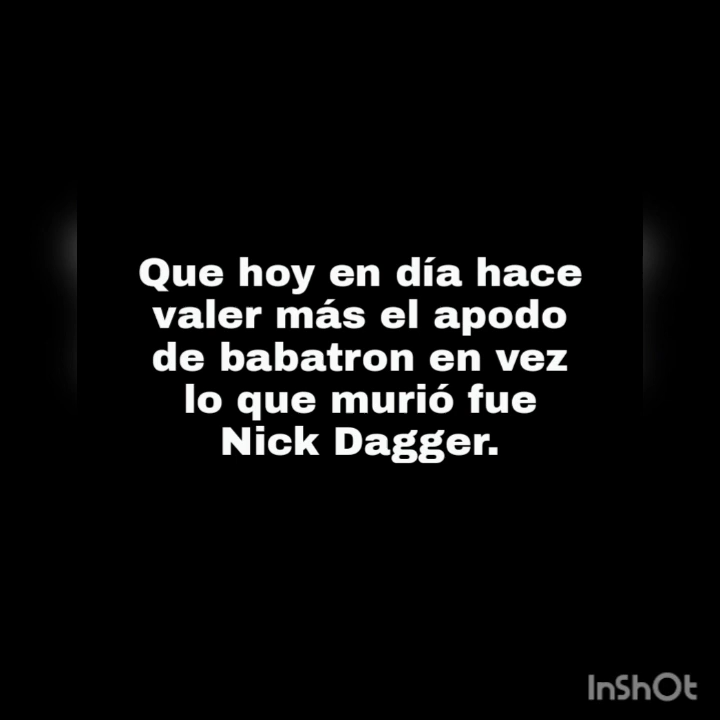 Que hoy en día hace
valer más el apodo
de babatron en vez
lo que murió fue
Nick Dagger.
InShOt